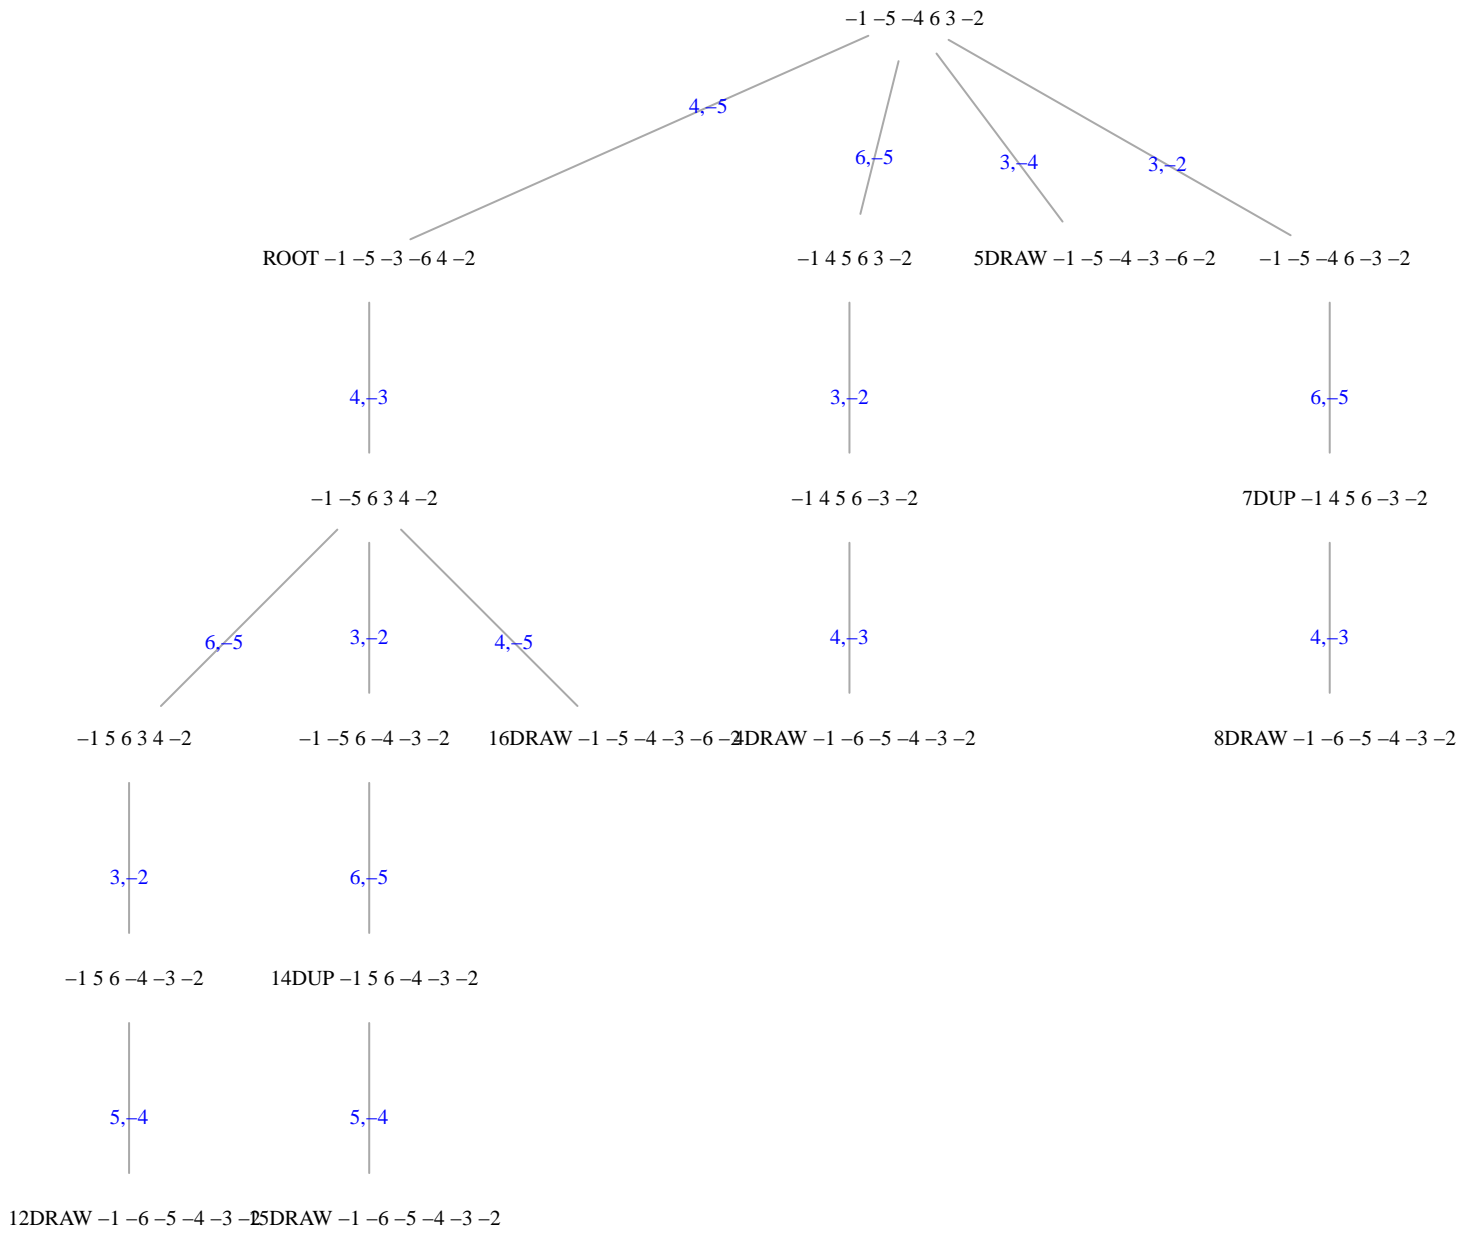 –1 –5 –4 6 3 –2
4,–5
6,–5
3,–4
3,–2
ROOT –1 –5 –3 –6 4 –2
–1 4 5 6 3 –2
5DRAW –1 –5 –4 –3 –6 –2
–1 –5 –4 6 –3 –2
4,–3
3,–2
6,–5
–1 –5 6 3 4 –2
–1 4 5 6 –3 –2
7DUP –1 4 5 6 –3 –2
6,–5
3,–2
4,–5
4,–3
4,–3
–1 5 6 3 4 –2
–1 –5 6 –4 –3 –2
16DRAW –1 –5 –4 –3 –6 –2
4DRAW –1 –6 –5 –4 –3 –2
8DRAW –1 –6 –5 –4 –3 –2
3,–2
6,–5
–1 5 6 –4 –3 –2
14DUP –1 5 6 –4 –3 –2
5,–4
5,–4
12DRAW –1 –6 –5 –4 –3 –2
15DRAW –1 –6 –5 –4 –3 –2